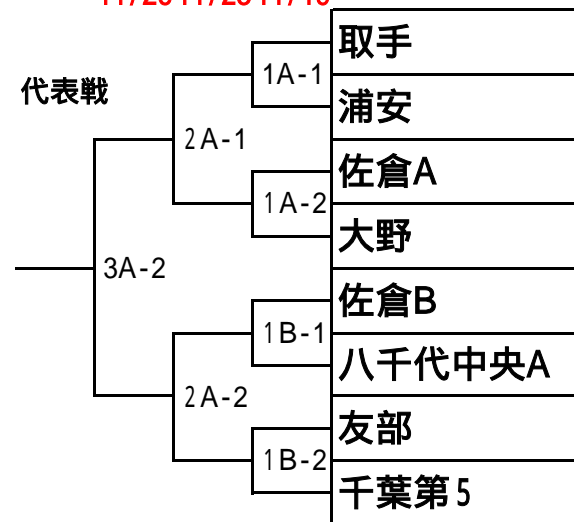 取手
1A-1
代表戦
浦安
2A-1
佐倉A
1A-2
大野
3A-2
佐倉B
1B-1
八千代中央A
2A-2
友部
1B-2
千葉第5